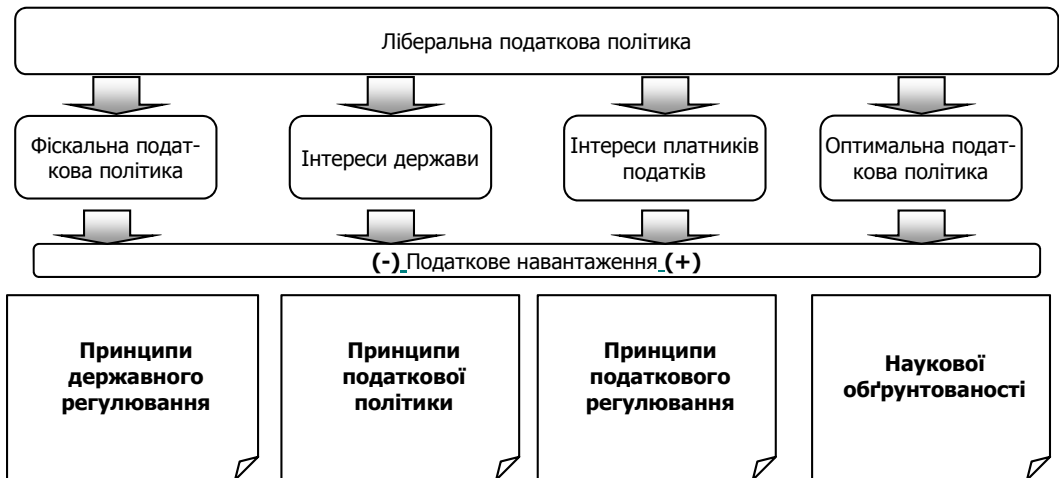 Ліберальна податкова політика
Фіскальна подат-
кова політика
Інтереси держави
Інтереси платників
податків
Оптимальна подат-
кова політика
(-) Податкове навантаження (+)
Принципи
державного
регулювання
Принципи
податкової
політики
Принципи
податкового
регулювання
Наукової
обґрунтованості